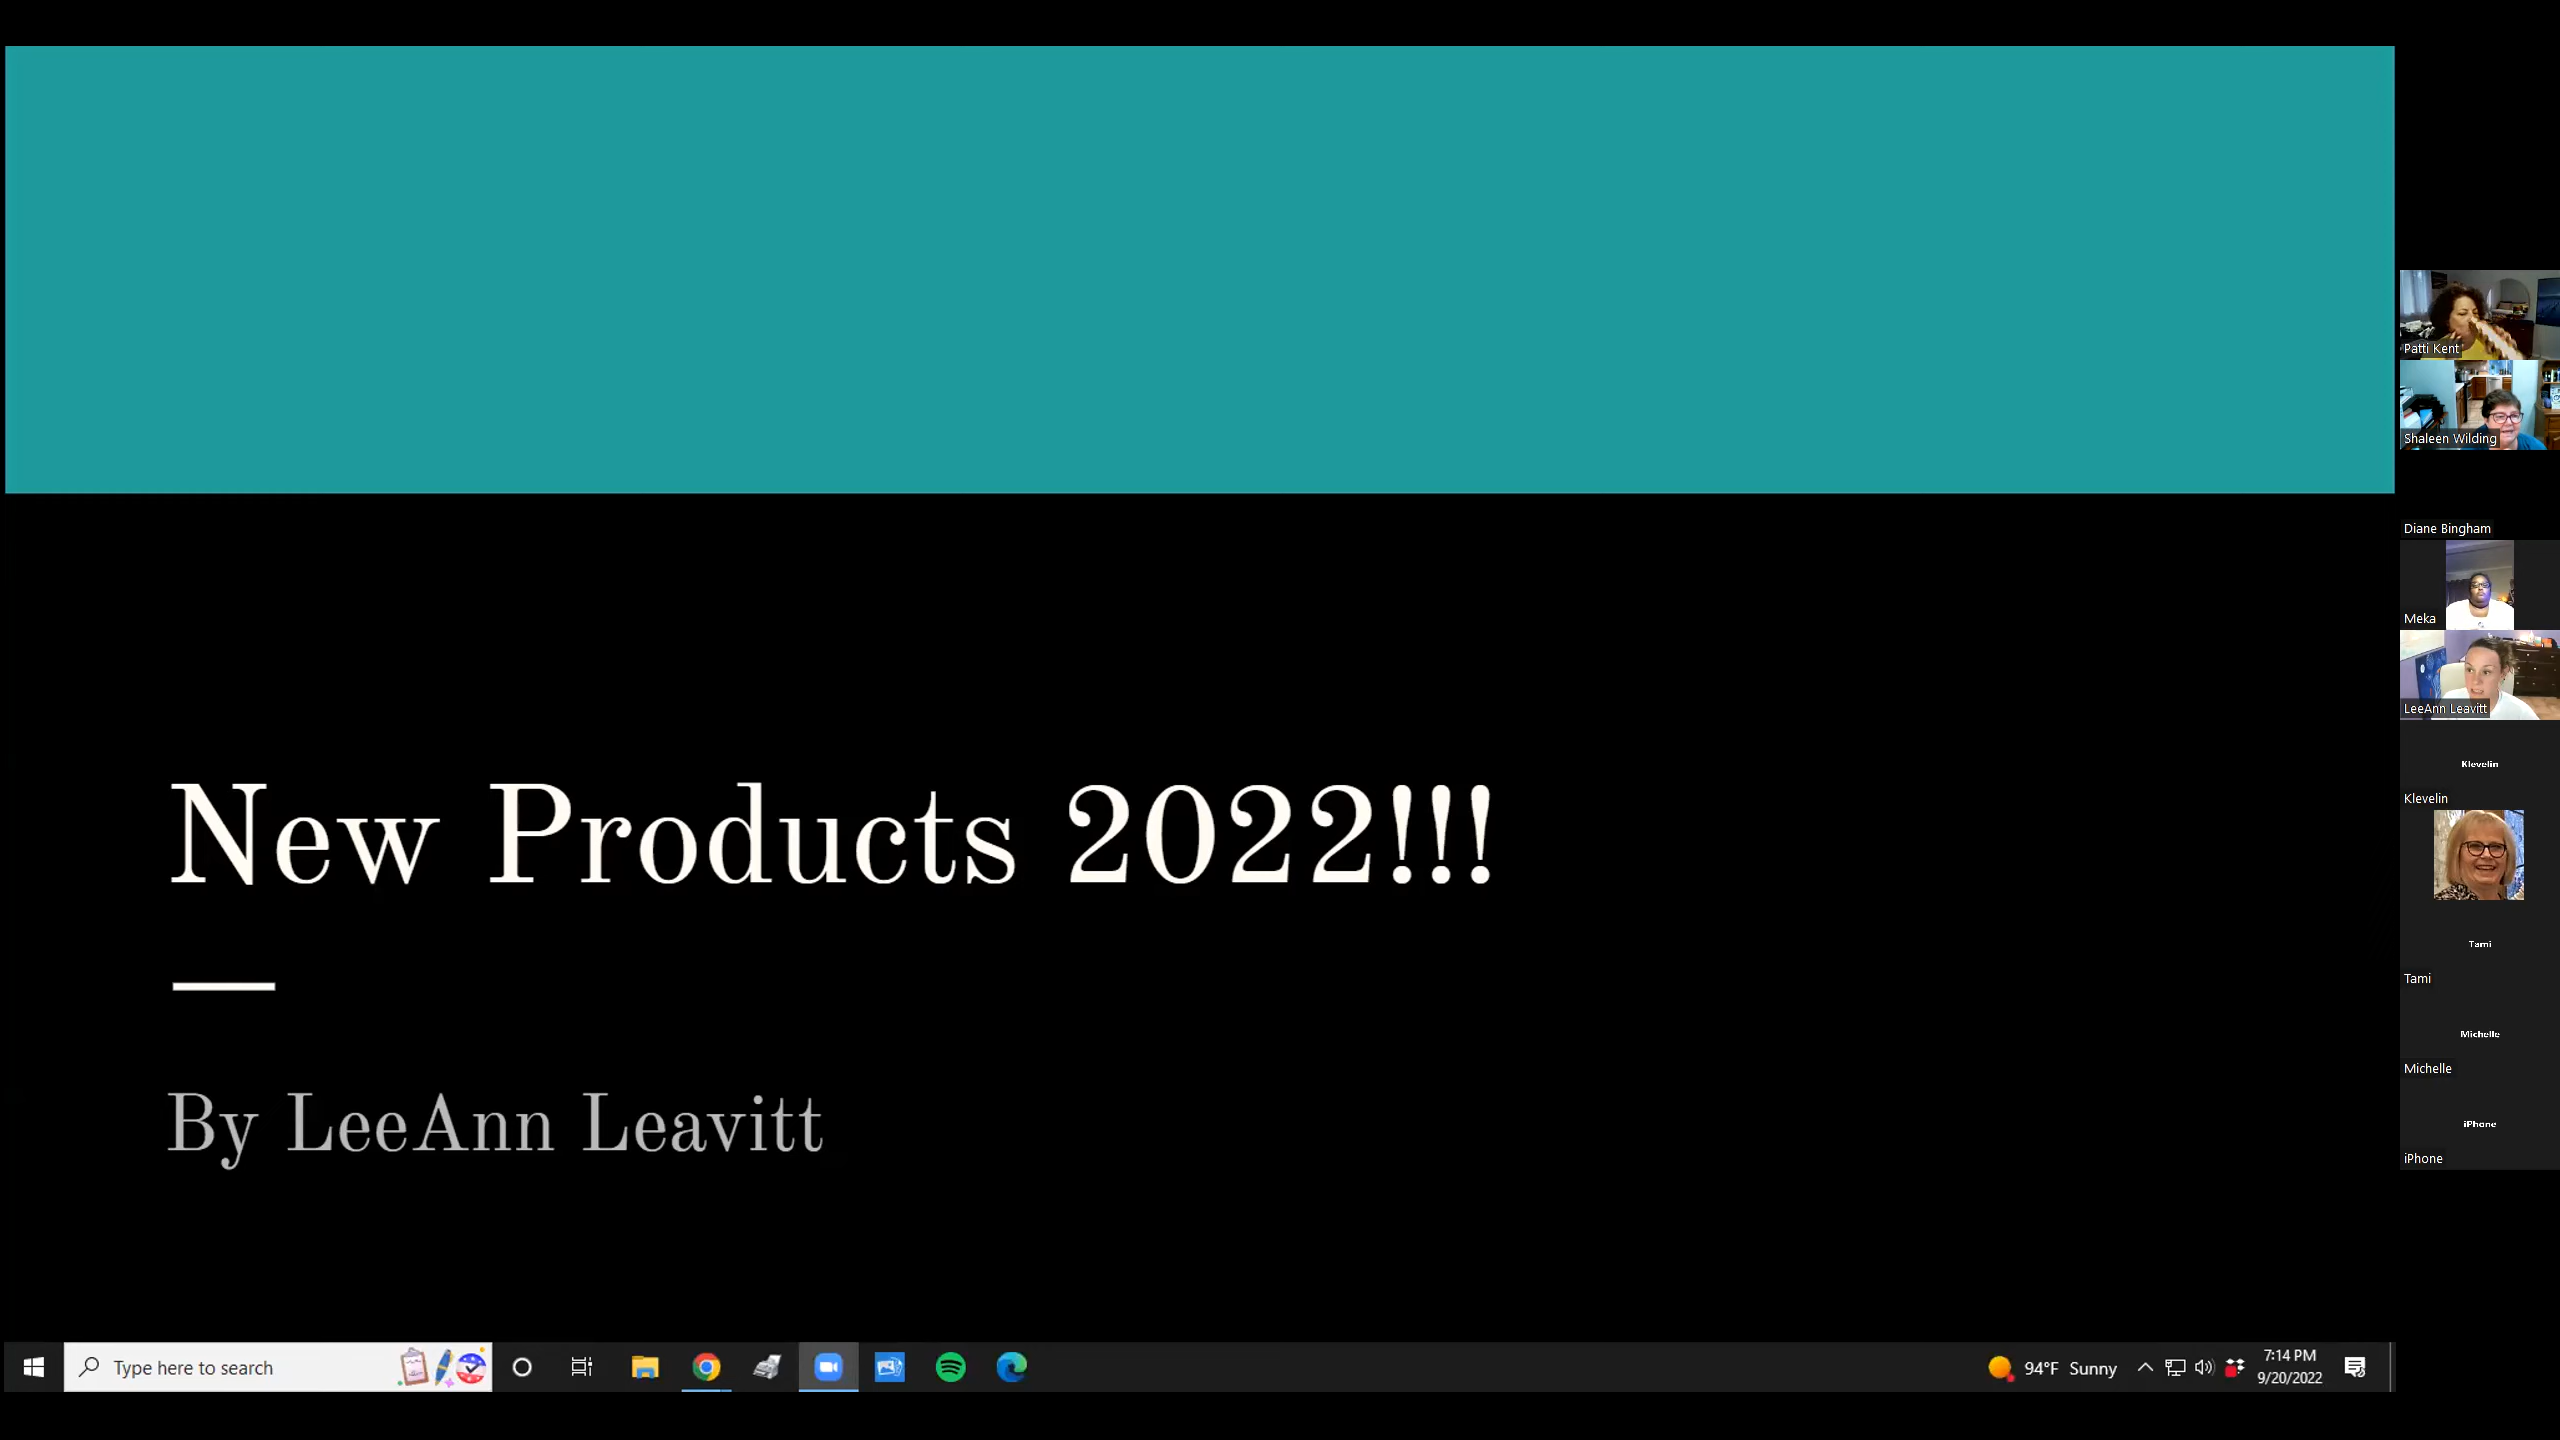 New Products 2022!!!
By LeeAnn Leavitt
Patti Kent
Shaleen Wilding
Diane Bingham
Meka
LeeAnn Leavitt
Klevelin
Klevelin
Tami
Tami
Michelle
Michelle
iPhone
iPhone
Type here to search
94°F Sunny
7:14 PM
9/20/2022